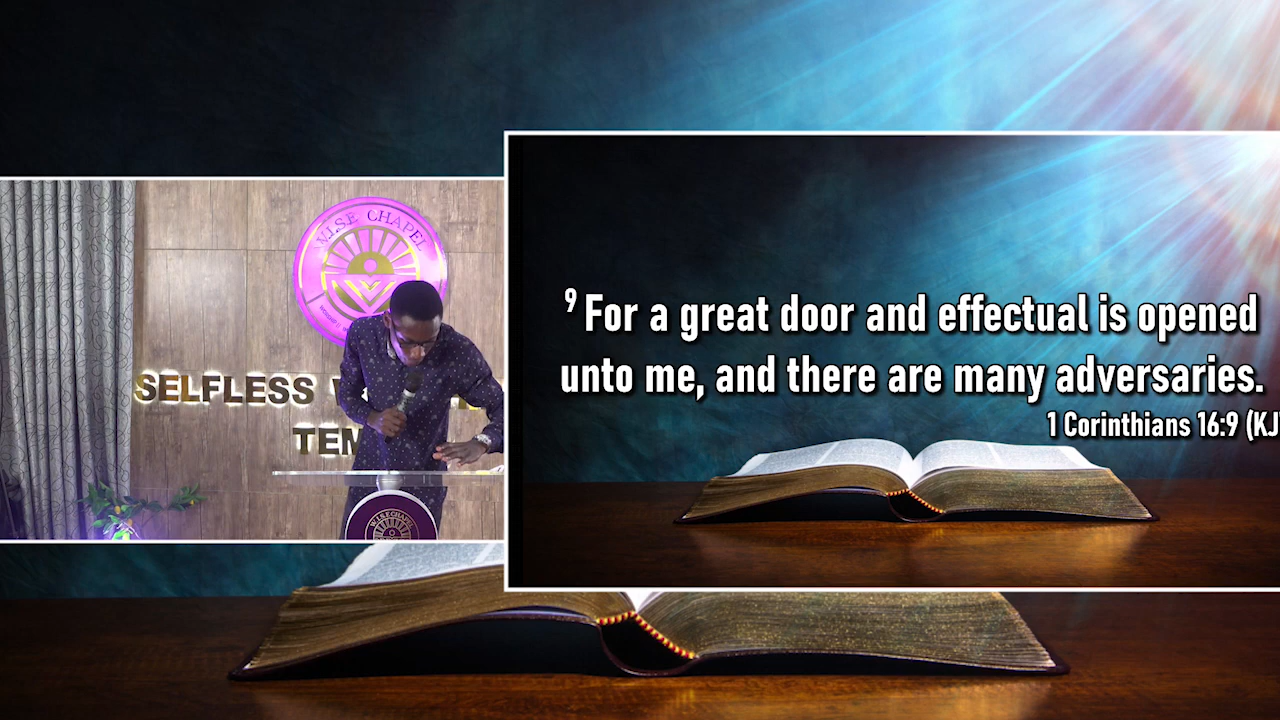 W.I.S.E CHAPEL
SELFLESS
TEM
W.I.S.E CHAPEL
9 For a great door and effectual is opened
unto me, and there are many adversaries.
1 Corinthians 16:9 (KJ